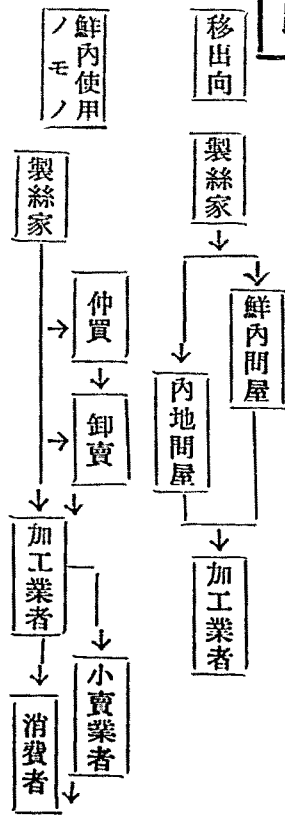 移出向
製絲家
鮮內問屋
內地問屋
加工業者
鮮內使用
ノモノ
製絲家
仲買
卸賣
加工業者
小賣業者
消費者